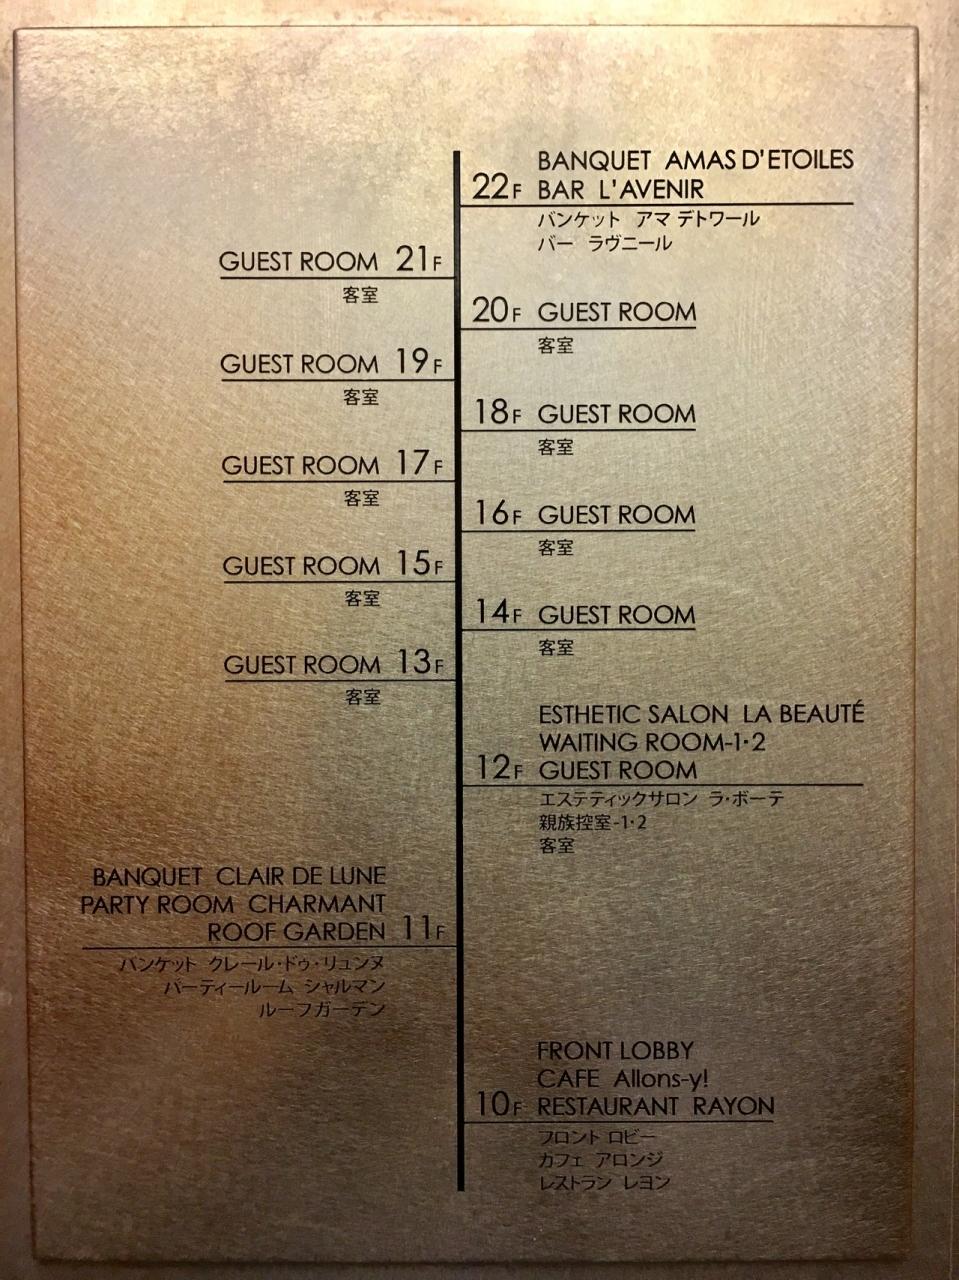 BANQUET AMAS D'ETOILES
22F BAR L'AVENIR
バンケット アマ デトワール
バー ラヴニール
GUEST ROOM 21F
客室
20F GUEST ROOM
客室
GUEST ROOM 19F
客室
18F GUEST ROOM
客室
GUEST ROOM 17F
客室
16F GUEST ROOM
客室
GUEST ROOM 15F
客室
14F GUEST ROOM
客室
GUEST ROOM 13F
客室
ESTHETIC SALON LA BEAUTÉ
WAITING ROOM-1・2
12F GUEST ROOM
エステティックサロン ラ・ボーテ
親族控室-1・2
客室
BANQUET CLAIR DE LUNE
PARTY ROOM CHARMANT
ROOF GARDEN 11F
バンケット クレール・ドゥ・リュンヌ
パーティールーム シャルマン
ルーフガーデン
FRONT LOBBY
CAFE Allons-y!
10F RESTAURANT RAYON
フロント ロビー
カフェ アロンジ
レストラン レヨン